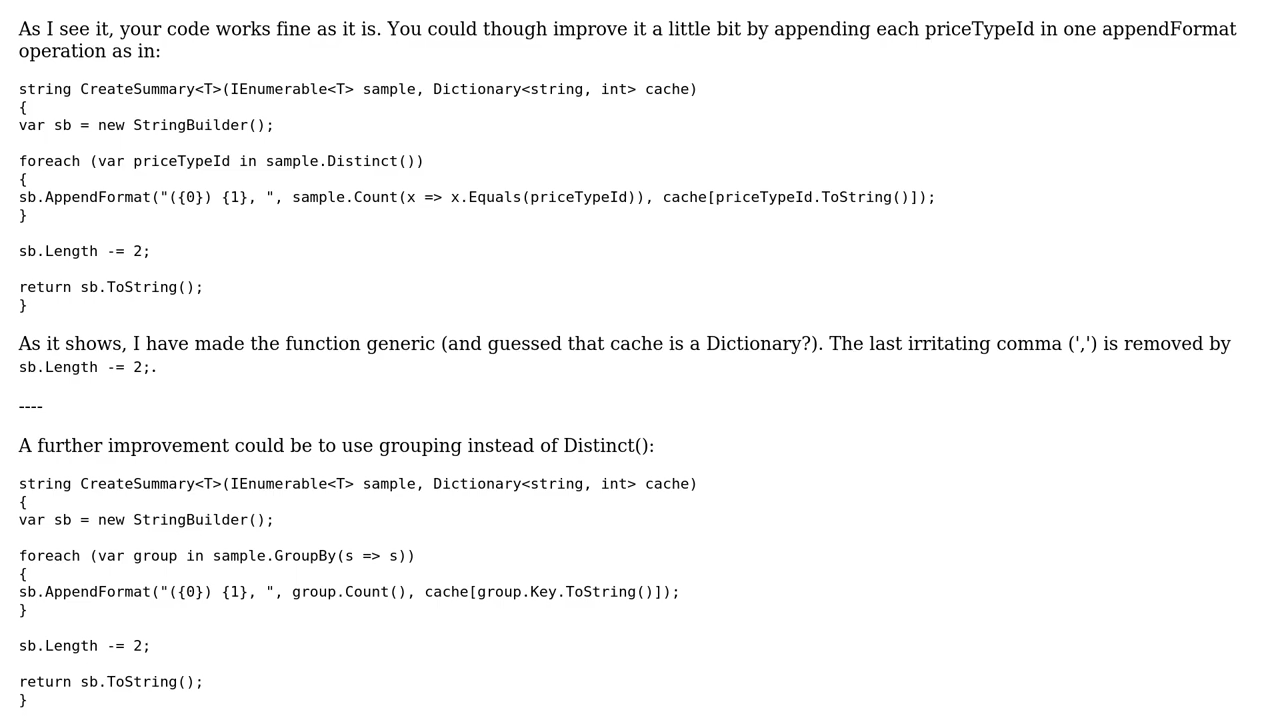 As I see it, your code works fine as it is. You could though improve it a little bit by appending each priceTypeId in one appendFormat
operation as in:
string CreateSummary<T>(IEnumerable<T> sample, Dictionary<string, int> cache)
{
var sb = new StringBuilder();
foreach (var priceTypeId in sample.Distinct())
{
sb.AppendFormat("({0}) {1}, ", sample.Count(x => x.Equals(priceTypeId)), cache[priceTypeId.ToString()]);
}
sb.Length -= 2;
return sb.ToString();
}
As it shows, I have made the function generic (and guessed that cache is a Dictionary?). The last irritating comma (',') is removed by
sb.Length -= 2;.
----
A further improvement could be to use grouping instead of Distinct():
string CreateSummary<T>(IEnumerable<T> sample, Dictionary<string, int> cache)
{
var sb = new StringBuilder();
foreach (var group in sample.GroupBy(s => s))
{
sb.AppendFormat("({0}) {1}, ", group.Count(), cache[group.Key.ToString()]);
}
sb.Length -= 2;
return sb.ToString();
}